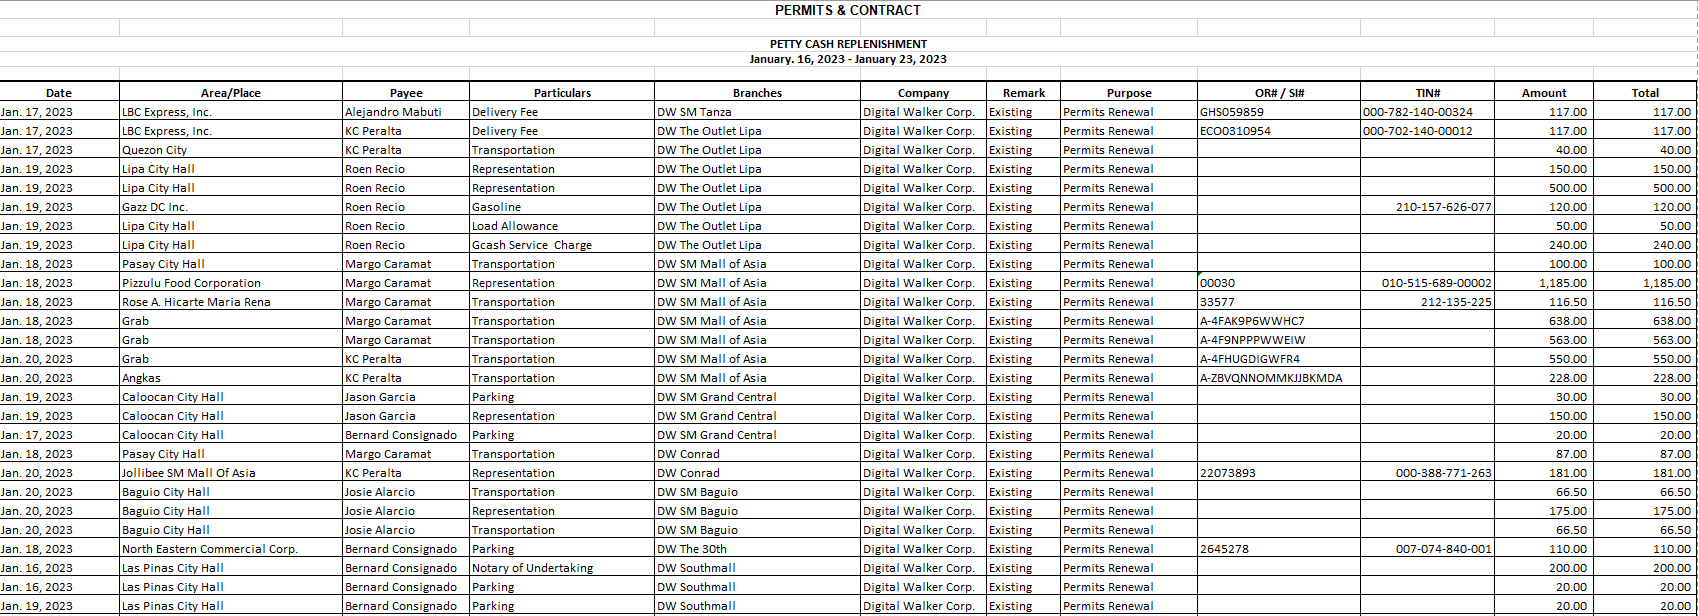 PERMITS & CONTRACT
PETTY CASH REPLENISHMENT
January. 16, 2023 - January 23, 2023
Date Area/Place Payee Particulars Branches Company Remark Purpose OR# / SI# TIN# Amount Total
Jan. 17, 2023 LBC Express, Inc. Alejandro Mabuti Delivery Fee DW SM Tanza Digital Walker Corp. Existing Permits Renewal GHS059859 000-782-140-00324 117.00 117.00
Jan. 17, 2023 LBC Express, Inc. KC Peralta Delivery Fee DW The Outlet Lipa Digital Walker Corp. Existing Permits Renewal ECO0310954 000-702-140-00012 117.00 117.00
Jan. 17, 2023 Quezon City KC Peralta Transportation DW The Outlet Lipa Digital Walker Corp. Existing Permits Renewal 40.00 40.00
Jan. 19, 2023 Lipa City Hall Roen Recio Representation DW The Outlet Lipa Digital Walker Corp. Existing Permits Renewal 150.00 150.00
Jan. 19, 2023 Lipa City Hall Roen Recio Representation DW The Outlet Lipa Digital Walker Corp. Existing Permits Renewal 500.00 500.00
Jan. 19, 2023 Gazz DC Inc. Roen Recio Gasoline DW The Outlet Lipa Digital Walker Corp. Existing Permits Renewal 210-157-626-077 120.00 120.00
Jan. 19, 2023 Lipa City Hall Roen Recio Load Allowance DW The Outlet Lipa Digital Walker Corp. Existing Permits Renewal 50.00 50.00
Jan. 19, 2023 Lipa City Hall Roen Recio Gcash Service Charge DW The Outlet Lipa Digital Walker Corp. Existing Permits Renewal 240.00 240.00
Jan. 18, 2023 Pasay City Hall Margo Caramat Transportation DW SM Mall of Asia Digital Walker Corp. Existing Permits Renewal 100.00 100.00
Jan. 18, 2023 Pizzulu Food Corporation Margo Caramat Representation DW SM Mall of Asia Digital Walker Corp. Existing Permits Renewal 00030 010-515-689-00002 1,185.00 1,185.00
Jan. 18, 2023 Rose A. Hicarte Maria Rena Margo Caramat Transportation DW SM Mall of Asia Digital Walker Corp. Existing Permits Renewal 33577 212-135-225 116.50 116.50
Jan. 18, 2023 Grab Margo Caramat Transportation DW SM Mall of Asia Digital Walker Corp. Existing Permits Renewal A-4FAK9P6WWHC7 638.00 638.00
Jan. 18, 2023 Grab Margo Caramat Transportation DW SM Mall of Asia Digital Walker Corp. Existing Permits Renewal A-4F9NPPPWWEIW 563.00 563.00
Jan. 20, 2023 Grab KC Peralta Transportation DW SM Mall of Asia Digital Walker Corp. Existing Permits Renewal A-4FHUGDIGWFR4 550.00 550.00
Jan. 20, 2023 Angkas KC Peralta Transportation DW SM Mall of Asia Digital Walker Corp. Existing Permits Renewal A-ZBVQNNOMMKJJBKMDA 228.00 228.00
Jan. 19, 2023 Caloocan City Hall Jason Garcia Parking DW SM Grand Central Digital Walker Corp. Existing Permits Renewal 30.00 30.00
Jan. 19, 2023 Caloocan City Hall Jason Garcia Representation DW SM Grand Central Digital Walker Corp. Existing Permits Renewal 150.00 150.00
Jan. 17, 2023 Caloocan City Hall Bernard Consignado Parking DW SM Grand Central Digital Walker Corp. Existing Permits Renewal 20.00 20.00
Jan. 18, 2023 Pasay City Hall Margo Caramat Transportation DW Conrad Digital Walker Corp. Existing Permits Renewal 87.00 87.00
Jan. 20, 2023 Jollibee SM Mall Of Asia KC Peralta Representation DW Conrad Digital Walker Corp. Existing Permits Renewal 22073893 000-388-771-263 181.00 181.00
Jan. 20, 2023 Baguio City Hall Josie Alarcio Transportation DW SM Baguio Digital Walker Corp. Existing Permits Renewal 66.50 66.50
Jan. 20, 2023 Baguio City Hall Josie Alarcio Representation DW SM Baguio Digital Walker Corp. Existing Permits Renewal 175.00 175.00
Jan. 20, 2023 Baguio City Hall Josie Alarcio Transportation DW SM Baguio Digital Walker Corp. Existing Permits Renewal 66.50 66.50
Jan. 18, 2023 North Eastern Commercial Corp. Bernard Consignado Parking DW The 30th Digital Walker Corp. Existing Permits Renewal 2645278 007-074-840-001 110.00 110.00
Jan. 16, 2023 Las Pinas City Hall Bernard Consignado Notary of Undertaking DW Southmall Digital Walker Corp. Existing Permits Renewal 200.00 200.00
Jan. 16, 2023 Las Pinas City Hall Bernard Consignado Parking DW Southmall Digital Walker Corp. Existing Permits Renewal 20.00 20.00
Jan. 19, 2023 Las Pinas City Hall Bernard Consignado Parking DW Southmall Digital Walker Corp. Existing Permits Renewal 20.00 20.00